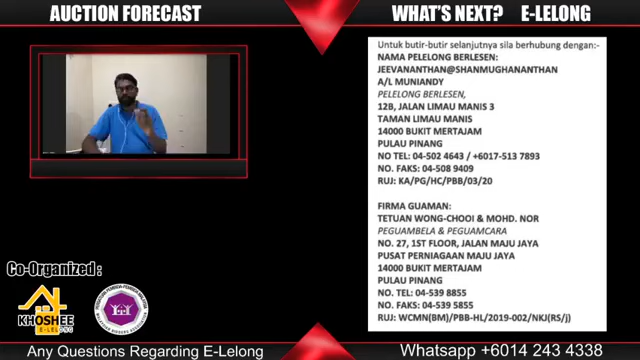 AUCTION FORECAST
WHAT'S NEXT? E-LELONG
Untuk butir-butir selanjutnya sila berhubung dengan:-
NAMA PELELONG BERLESEN:
JEEVANANTHAN@SHANMUGHANANTHAN
A/L MUNIANDY
PELELONG BERLESEN,
12B, JALAN LIMAU MANIS 3
TAMAN LIMAU MANIS
14000 BUKIT MERTAJAM
PULAU PINANG
NO TEL: 04-502 4643 / +6017-513 7893
NO. FAKS: 04-508 9409
RUJ: KA/PG/HC/PBB/03/20
FIRMA GUAMAN:
TETUAN WONG-CHOOI & MOHD. NOR
PEGUAMBELA & PEGUAMCARA
NO. 27, 1ST FLOOR, JALAN MAJU JAYA
PUSAT PERNIAGAAN MAJU JAYA
14000 BUKIT MERTAJAM
PULAU PINANG
NO. TEL: 04-539 8855
NO. FAKS: 04-539 5855
RUJ: WCMN(BM)/PBB-HL/2019-002/NKJ(RS/j)
Co-Organized :
KHOSHEE
E-LELONG
Any Questions Regarding E-Lelong
Whatsapp +6014 243 4338